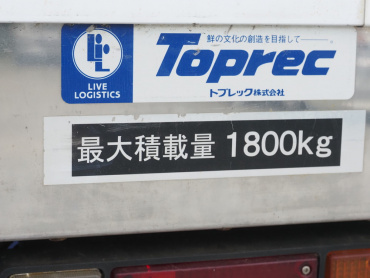 鮮の文化の創造を目指して
Toprec
LIVE
LOGISTICS
トプレック株式会社
最大積載量 1800kg